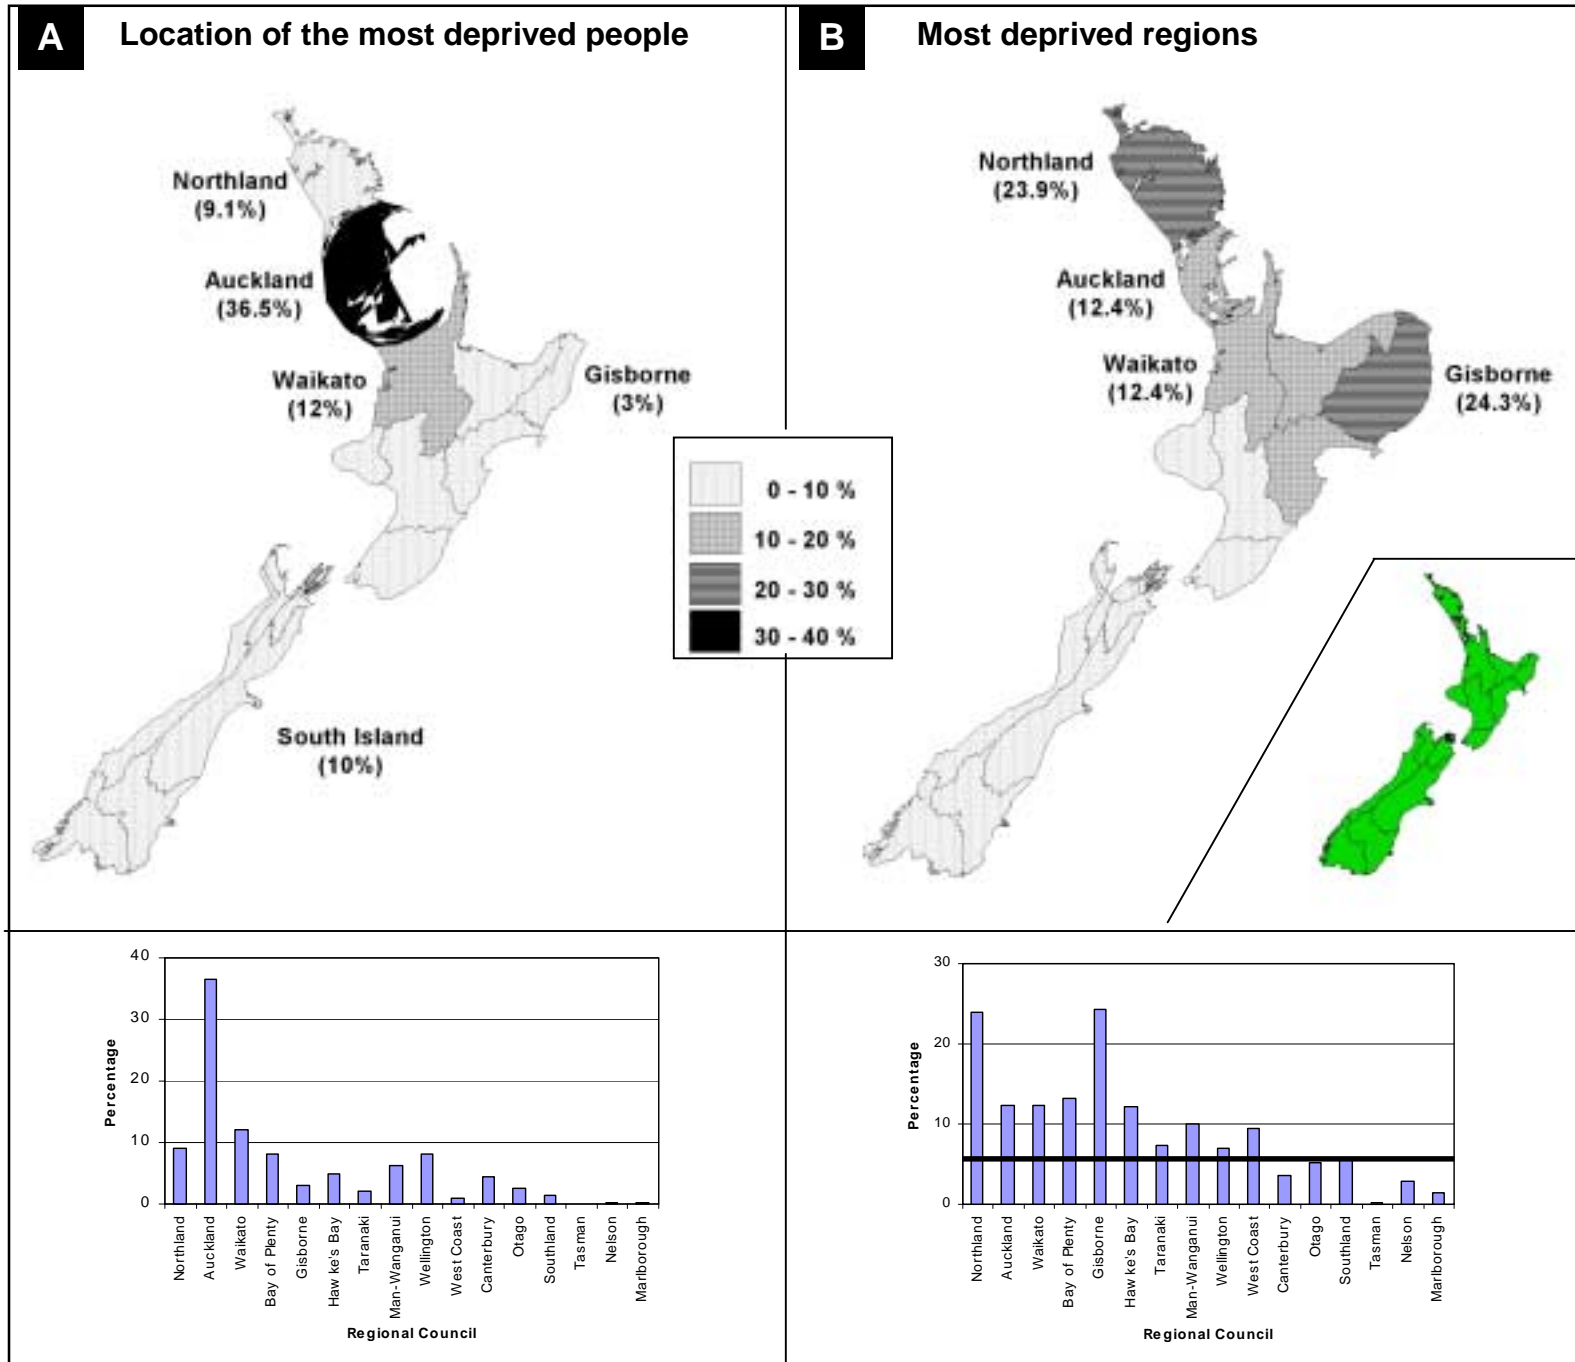 A
Location of the most deprived people
Northland
(9.1%)
Auckland
(36.5%)
Waikato
(12%)
Gisborne
(3%)
South Island
(10%)
B
Most deprived regions
Northland
(23.9%)
Auckland
(12.4%)
Waikato
(12.4%)
Gisborne
(24.3%)
0 - 10 %
10 - 20 %
20 - 30 %
30 - 40 %
40
30
20
10
0
Percentage
Northland
Auckland
Waikato
Bay of Plenty
Gisborne
Haw ke's Bay
Taranaki
Man-Wanganui
Wellington
West Coast
Canterbury
Otago
Southland
Tasman
Nelson
Marlborough
Regional Council
30
20
10
0
Percentage
Northland
Auckland
Waikato
Bay of Plenty
Gisborne
Haw ke's Bay
Taranaki
Man-Wanganui
Wellington
West Coast
Canterbury
Otago
Southland
Tasman
Nelson
Marlborough
Regional Council